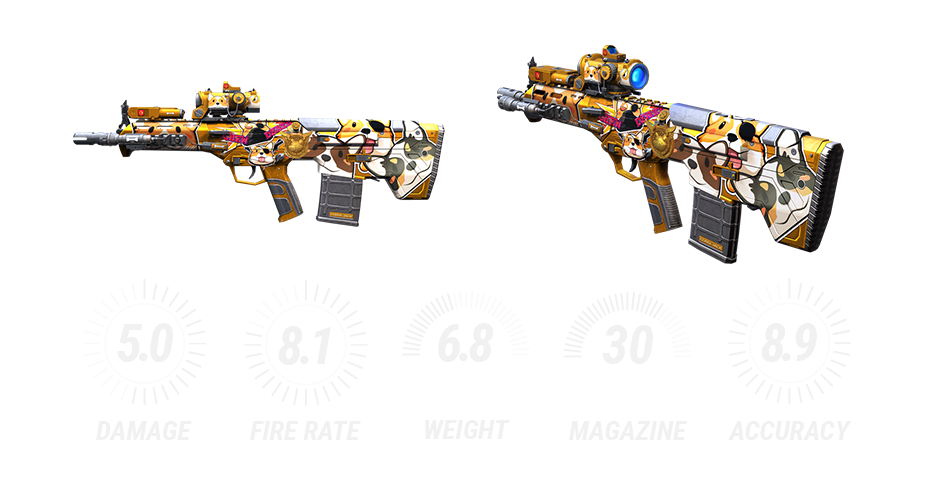 5.0
8.1
6.8
30
8.9
DAMAGE
FIRE RATE
WEIGHT
MAGAZINE
ACCURACY